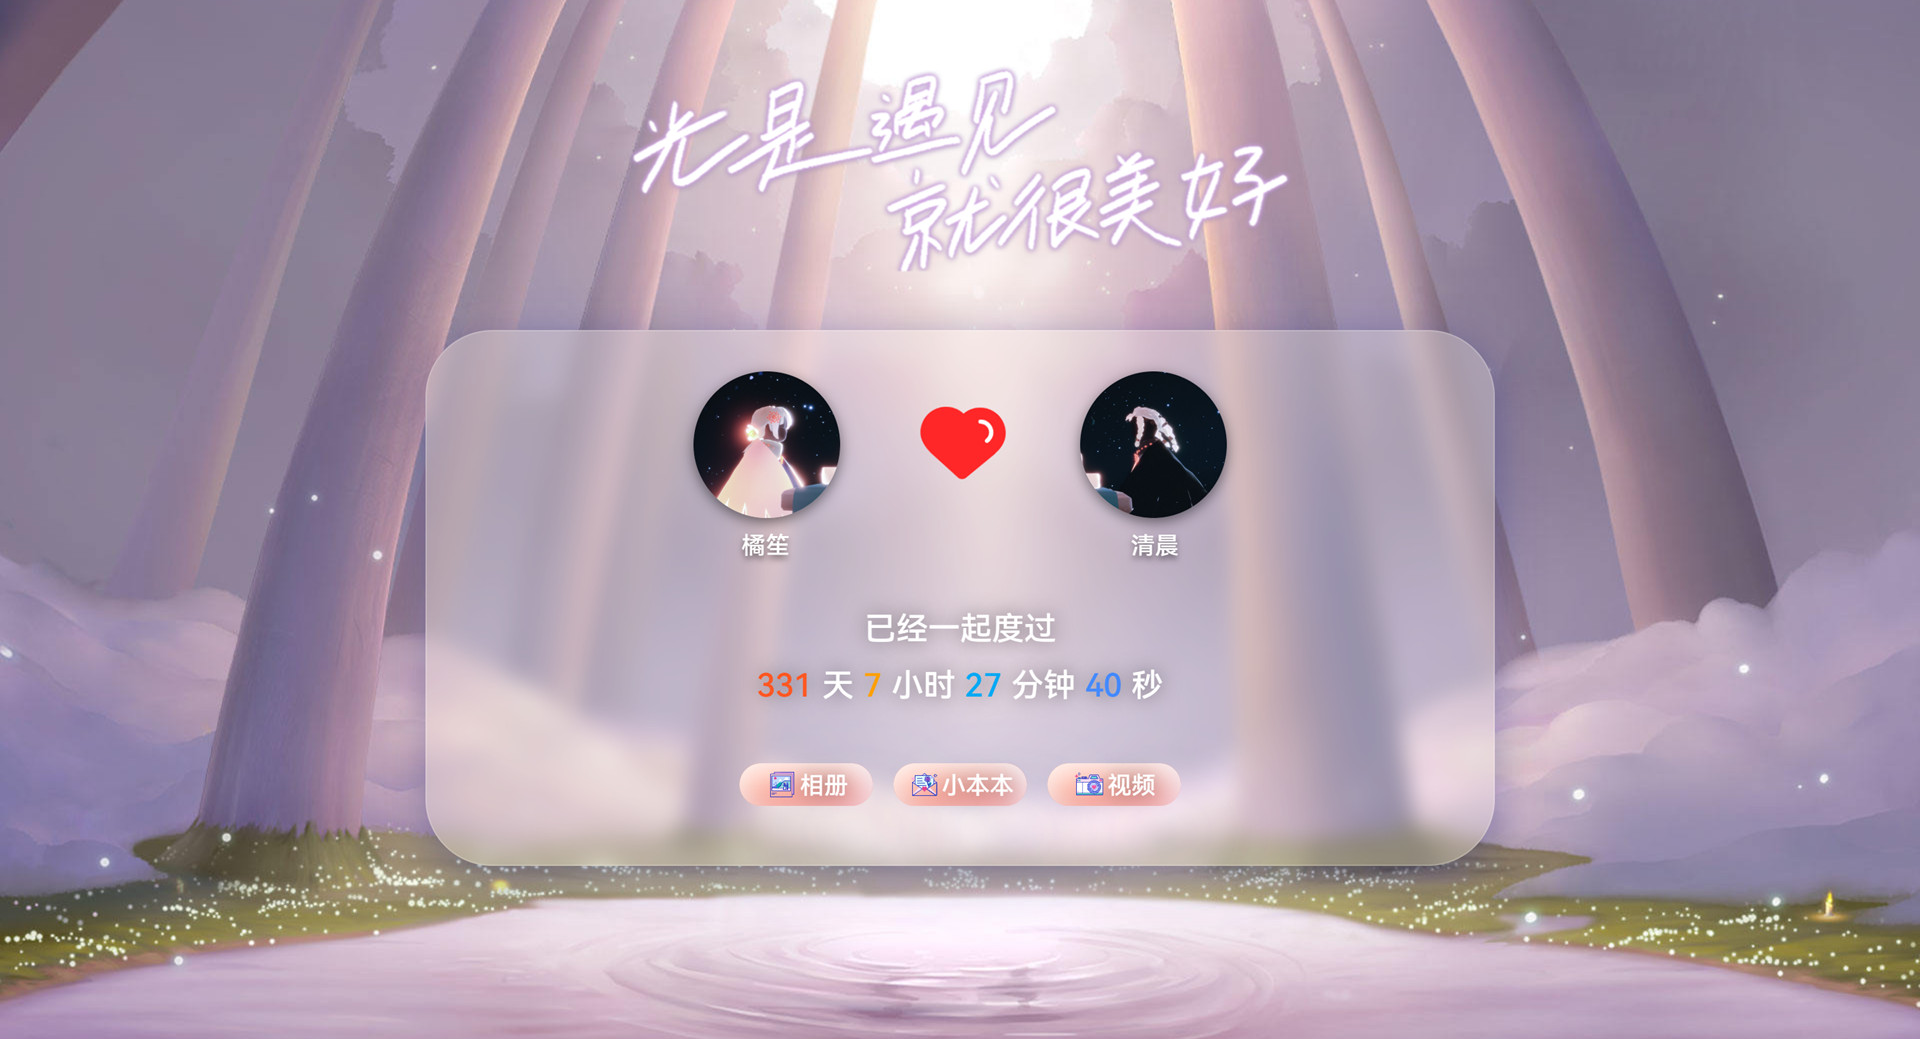 光是遇见
就很美好
橘笙
清晨
已经一起度过
331 天 7 小时 27 分钟 40 秒
相册
小本本
视频